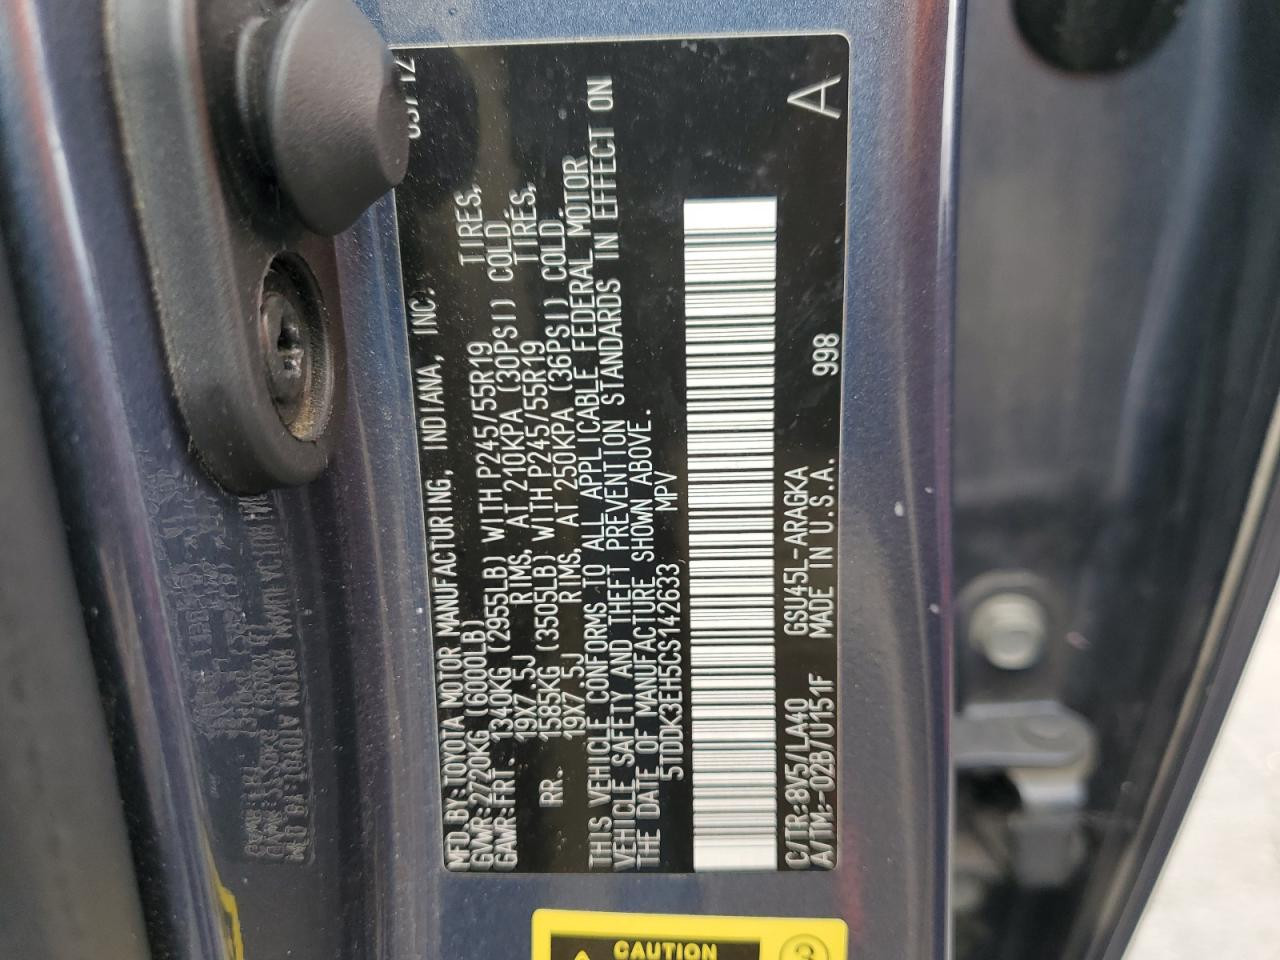 MFD. BY: TOYOTA MOTOR MANUFACTURING, INDIANA, INC.
GVWR: 2720KG (6000LB)
GAWR: FRT. 1340KG (2955LB) WITH P245/55R19 TIRES,
19X7.5J RIMS, AT 210KPA (30PSI) COLD
RR. 1585KG (3505LB) WITH P245/55R19 TIRES,
19X7.5J RIMS, AT 250KPA (36PSI) COLD
THIS VEHICLE CONFORMS TO ALL APPLICABLE FEDERAL MOTOR
VEHICLE SAFETY AND THEFT PREVENTION STANDARDS IN EFFECT ON
THE DATE OF MANUFACTURE SHOWN ABOVE.
5TDDK3EH5CS142633 MPV
C/TR: 8V5/LA40 GSU45L-ARAGKA 998 A
A/TM: -02B/U151F MADE IN U.S.A.
CAUTION